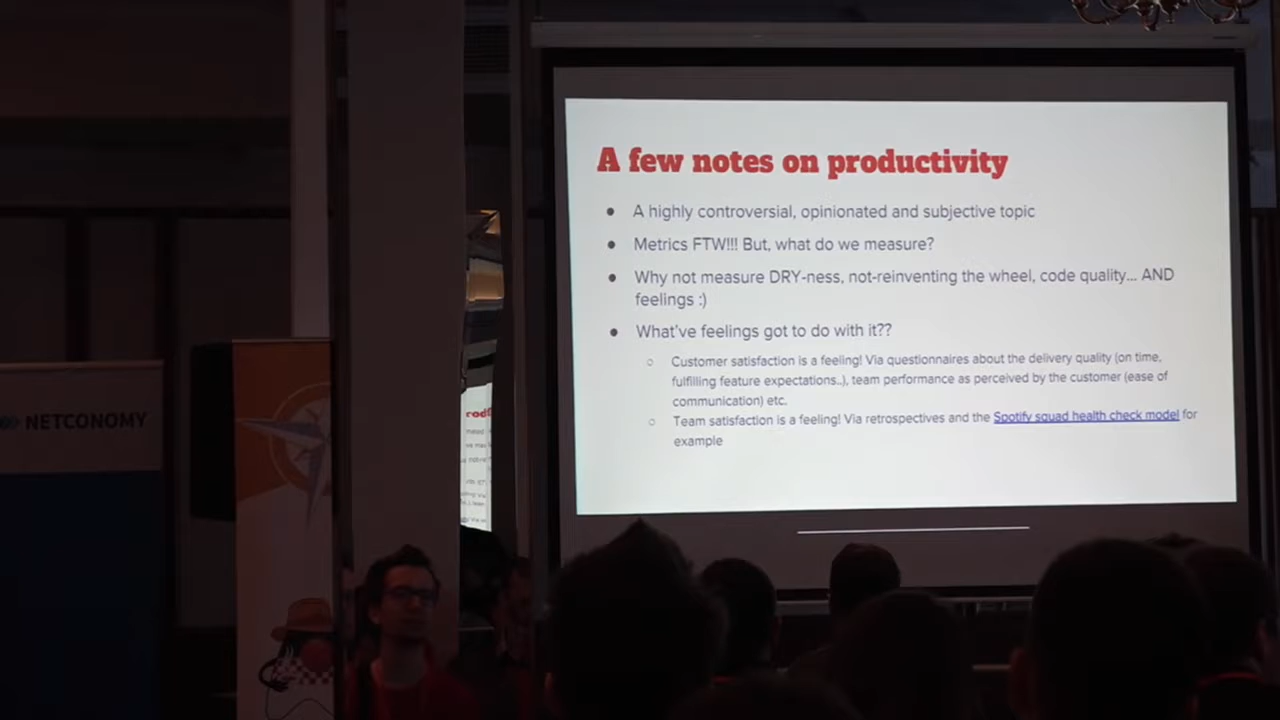 A few notes on productivity
● A highly controversial, opinionated and subjective topic
● Metrics FTW!!! But, what do we measure?
● Why not measure DRY-ness, not-reinventing the wheel, code quality... AND
feelings :)
● What've feelings got to do with it??
○ Customer satisfaction is a feeling! Via questionnaires about the delivery quality (on time,
fulfilling feature expectations..), team performance as perceived by the customer (ease of
communication) etc.
○ Team satisfaction is a feeling! Via retrospectives and the Spotify squad health check model for
example
NETCONOMY